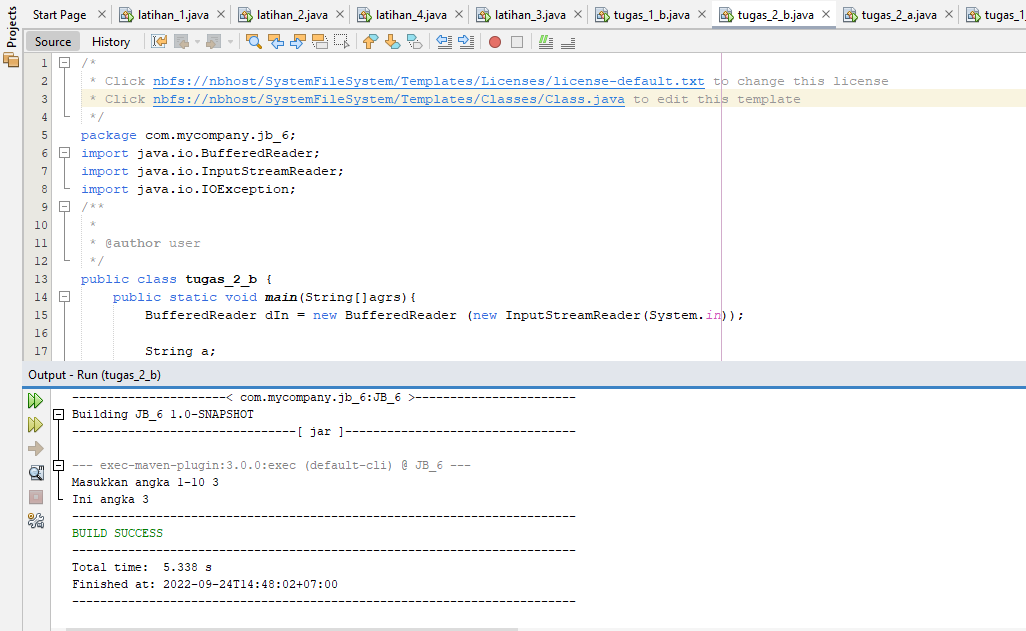 Projects
Start Page
latihan_1.java
latihan_2.java
latihan_4.java
latihan_3.java
tugas_1_b.java
tugas_2_b.java
tugas_2_a.java
tugas_1_
Source
History
1 /*
2 * Click nbfs://nbhost/SystemFileSystem/Templates/Licenses/license-default.txt to change this license
3 * Click nbfs://nbhost/SystemFileSystem/Templates/Classes/Class.java to edit this template
4 */
5 package com.mycompany.jb_6;
6 import java.io.BufferedReader;
7 import java.io.InputStreamReader;
8 import java.io.IOException;
9 /**
10 *
11 * @author user
12 */
13 public class tugas_2_b {
14 public static void main(String[]agrs){
15 BufferedReader dIn = new BufferedReader (new InputStreamReader(System.in));
16
17 String a;
Output - Run (tugas_2_b)
----------------------< com.mycompany.jb_6:JB_6 >-----------------------
Building JB_6 1.0-SNAPSHOT
--------------------------------[ jar ]---------------------------------
--- exec-maven-plugin:3.0.0:exec (default-cli) @ JB_6 ---
Masukkan angka 1-10 3
Ini angka 3
------------------------------------------------------------------------
BUILD SUCCESS
------------------------------------------------------------------------
Total time:  5.338 s
Finished at: 2022-09-24T14:48:02+07:00
------------------------------------------------------------------------